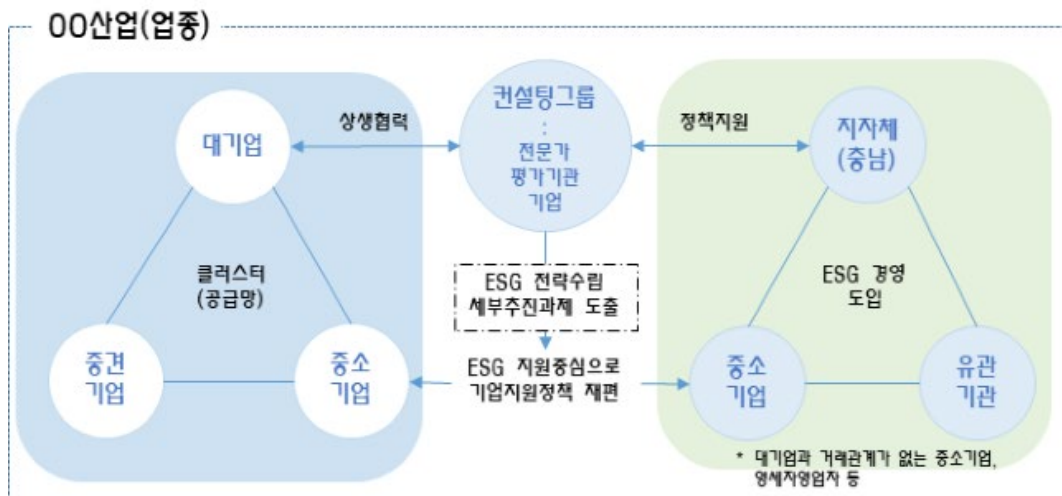 OO산업(업종)
대기업
상생협력
컨설팅그룹
:
전문가
평가기관
기업
정책지원
지자체
(충남)
클러스터
(공급망)
ESG 전략수립
세부추진과제 도출
ESG 경영
도입
중견
기업
중소
기업
ESG 지원중심으로
기업지원정책 재편
중소
기업
유관
기관
* 대기업과 거래관계가 없는 중소기업,
영세자영업자 등